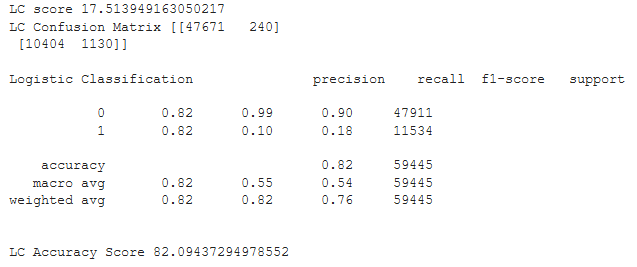 LC score 17.513949163050217
LC Confusion Matrix [[47671   240]
 [10404  1130]]
Logistic Classification               precision    recall  f1-score   support
           0       0.82      0.99      0.90     47911
           1       0.82      0.10      0.18     11534
    accuracy                           0.82     59445
   macro avg       0.82      0.55      0.54     59445
weighted avg       0.82      0.82      0.76     59445
LC Accuracy Score 82.09437294978552